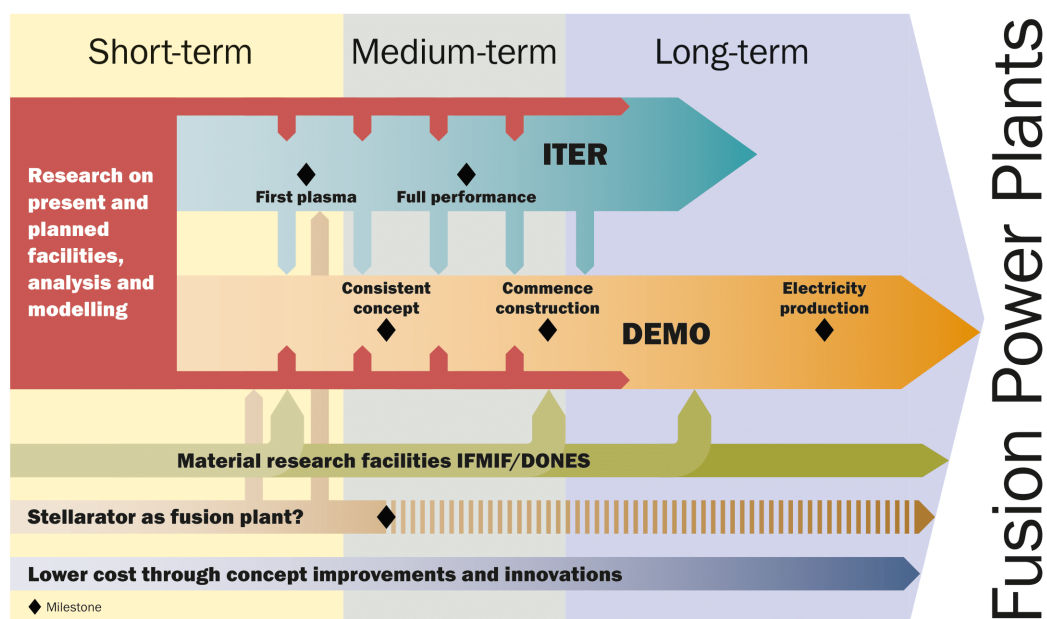 Short-term
Medium-term
Long-term
Fusion Power Plants
Research on
present and
planned
facilities,
analysis and
modelling
ITER
First plasma
Full performance
Consistent
concept
Commence
construction
Electricity
production
DEMO
Material research facilities IFMIF/DONES
Stellarator as fusion plant?
Lower cost through concept improvements and innovations
Milestone